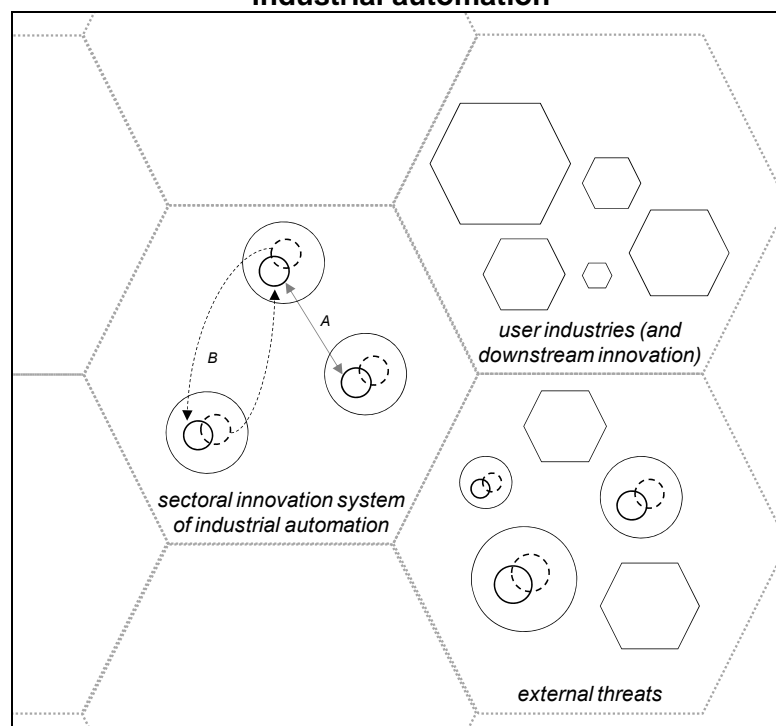 industrial automation
user industries (and
downstream innovation)
A
B
sectoral innovation system
of industrial automation
external threats